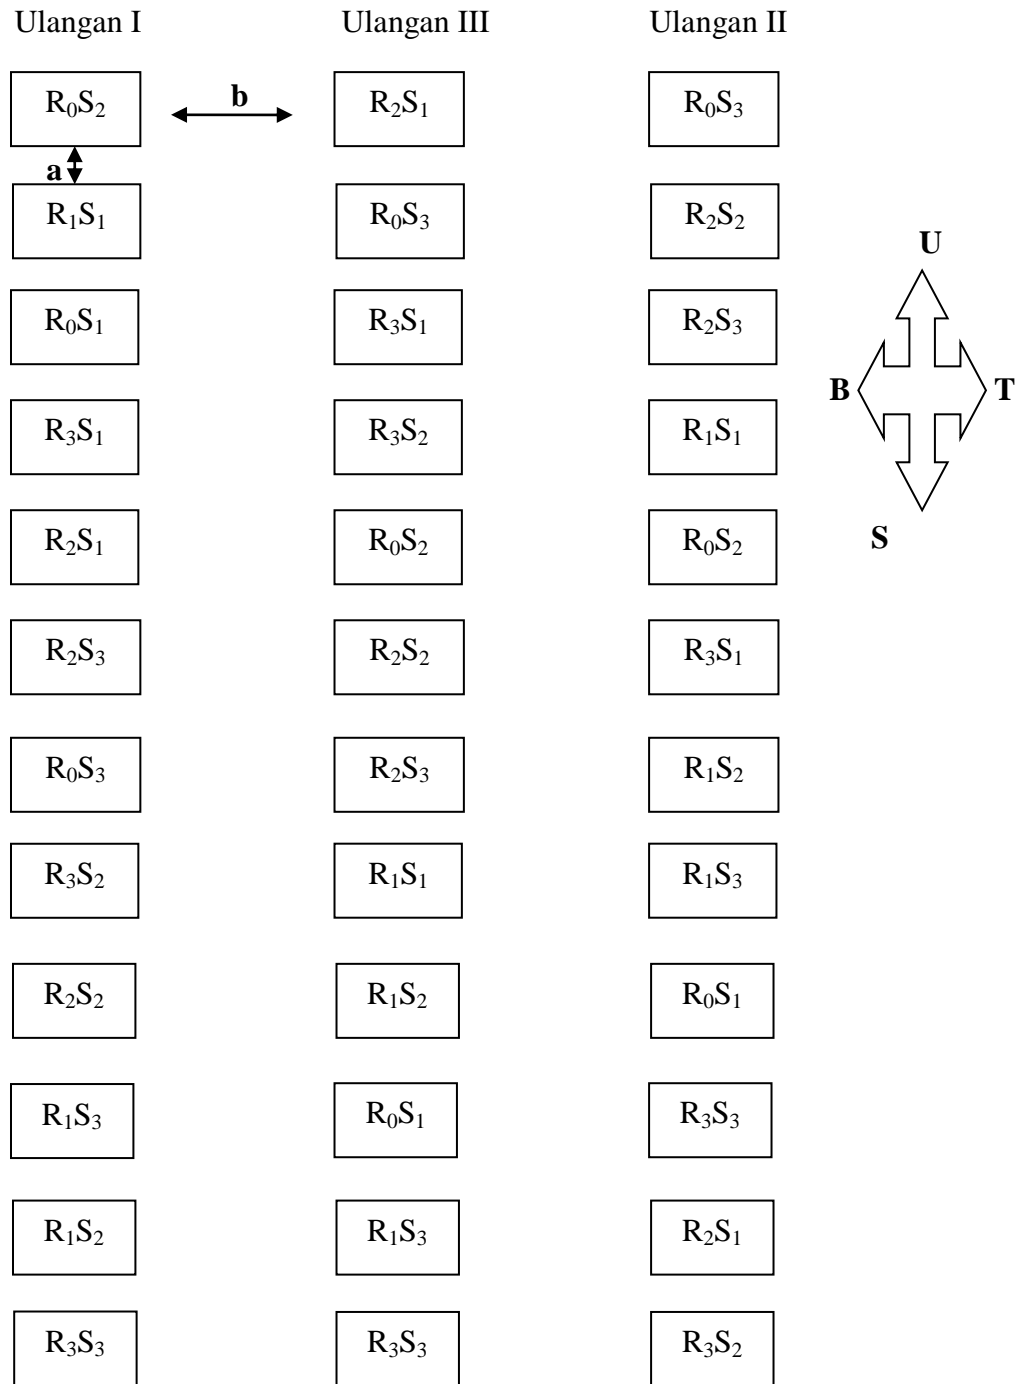 Ulangan I Ulangan III Ulangan II
R₀S₂ b R₂S₁ R₀S₃
a
R₁S₁ R₀S₃ R₂S₂
U
R₀S₁ R₃S₁ R₂S₃
B T
R₃S₁ R₃S₂ R₁S₁
R₂S₁ R₀S₂ R₀S₂ S
R₂S₃ R₂S₂ R₃S₁
R₀S₃ R₂S₃ R₁S₂
R₃S₂ R₁S₁ R₁S₃
R₂S₂ R₁S₂ R₀S₁
R₁S₃ R₀S₁ R₃S₃
R₁S₂ R₁S₃ R₂S₁
R₃S₃ R₃S₃ R₃S₂